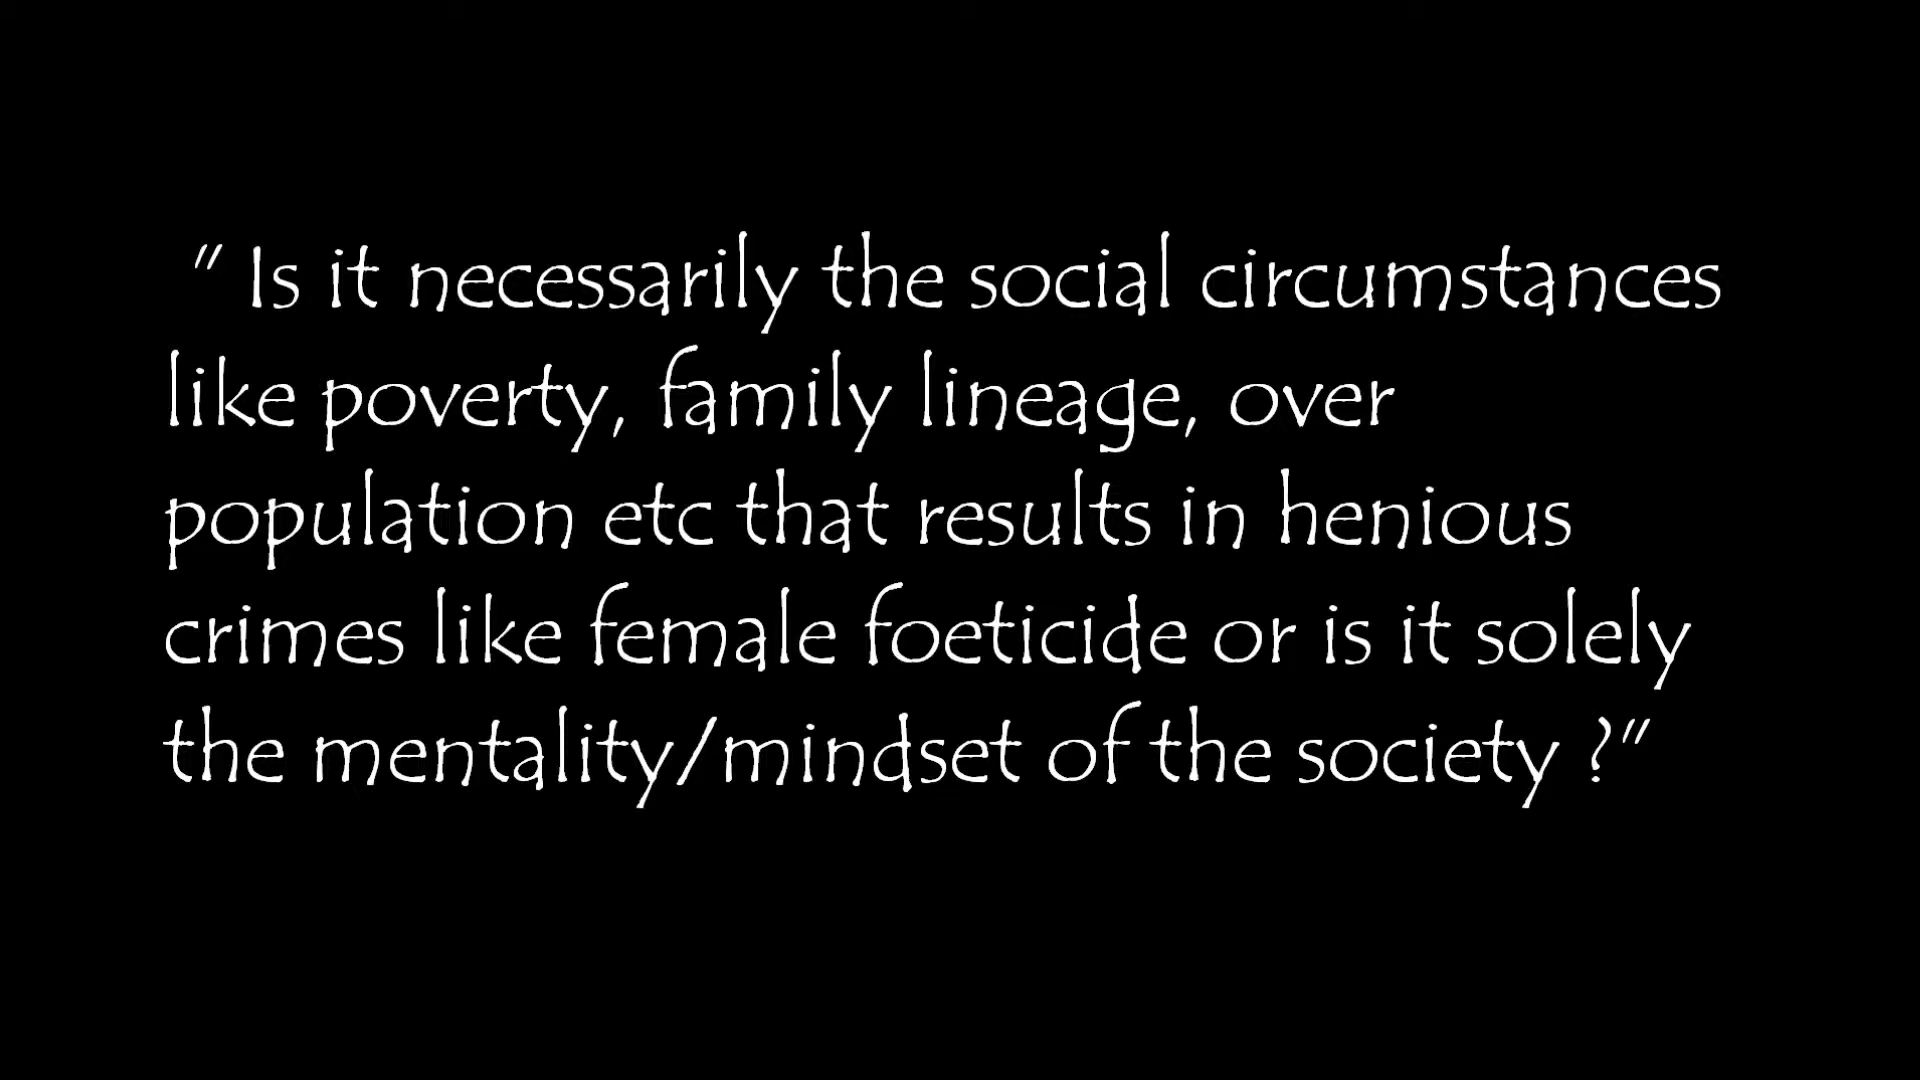 " Is it necessarily the social circumstances
like poverty, family lineage, over
population etc that results in henious
crimes like female foeticide or is it solely
the mentality/mindset of the society ?"